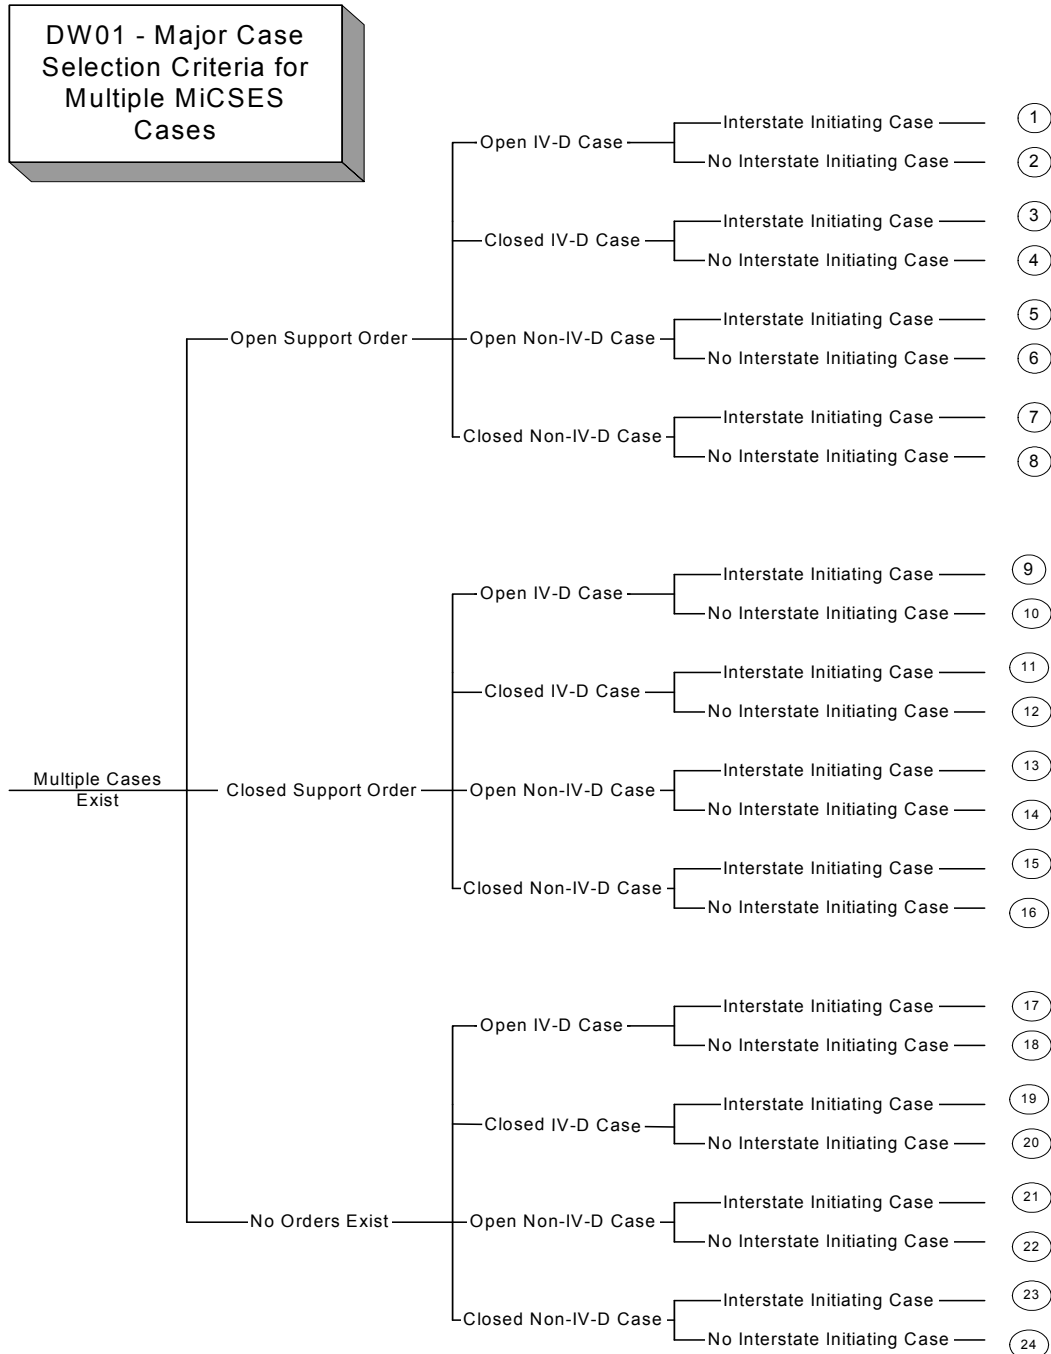 DW01 - Major Case
Selection Criteria for
Multiple MiCSES
Cases
Multiple Cases
Exist
Open Support Order
Open IV-D Case
Interstate Initiating Case
1
No Interstate Initiating Case
2
Closed IV-D Case
Interstate Initiating Case
3
No Interstate Initiating Case
4
Open Non-IV-D Case
Interstate Initiating Case
5
No Interstate Initiating Case
6
Closed Non-IV-D Case
Interstate Initiating Case
7
No Interstate Initiating Case
8
Closed Support Order
Open IV-D Case
Interstate Initiating Case
9
No Interstate Initiating Case
10
Closed IV-D Case
Interstate Initiating Case
11
No Interstate Initiating Case
12
Open Non-IV-D Case
Interstate Initiating Case
13
No Interstate Initiating Case
14
Closed Non-IV-D Case
Interstate Initiating Case
15
No Interstate Initiating Case
16
No Orders Exist
Open IV-D Case
Interstate Initiating Case
17
No Interstate Initiating Case
18
Closed IV-D Case
Interstate Initiating Case
19
No Interstate Initiating Case
20
Open Non-IV-D Case
Interstate Initiating Case
21
No Interstate Initiating Case
22
Closed Non-IV-D Case
Interstate Initiating Case
23
No Interstate Initiating Case
24